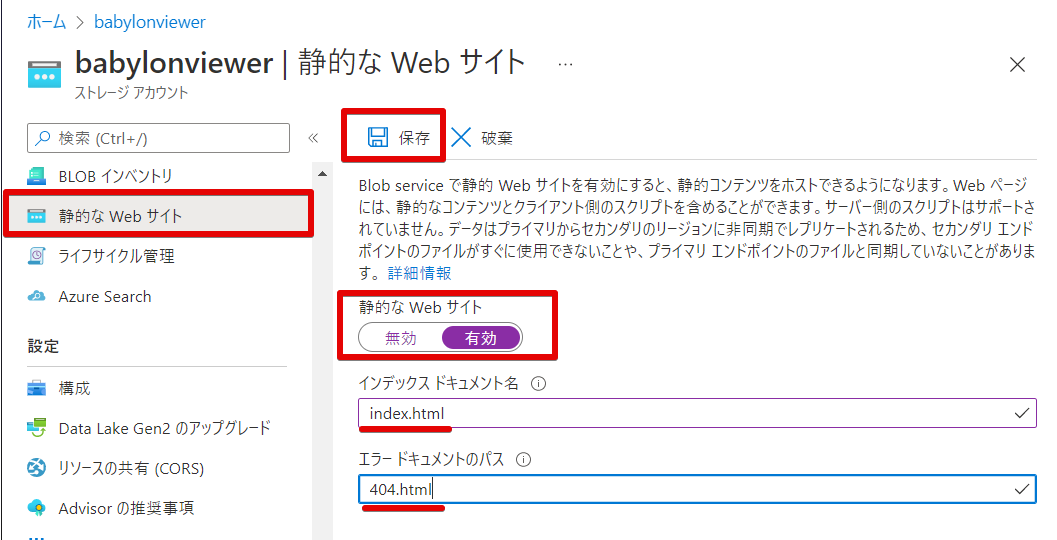 ホーム > babylonviewer
babylonviewer | 静的な Web サイト ...
ストレージ アカウント
検索 (Ctrl+/)
«
保存
破棄
BLOB インベントリ
静的な Web サイト
ライフサイクル管理
Azure Search
設定
構成
Data Lake Gen2 のアップグレード
リソースの共有 (CORS)
Advisor の推奨事項
Blob service で静的 Web サイトを有効にすると、静的コンテンツをホストできるようになります。Web ページ
には、静的なコンテンツとクライアント側のスクリプトを含めることができます。サーバー側のスクリプトはサポートさ
れていません。データはプライマリからセカンダリのリージョンに非同期でレプリケートされるため、セカンダリ エンド
ポイントのファイルがすぐに使用できないことや、プライマリ エンドポイントのファイルと同期していないことがありま
す。 詳細情報
静的な Web サイト
無効 有効
インデックス ドキュメント名
index.html
エラー ドキュメントのパス
404.html